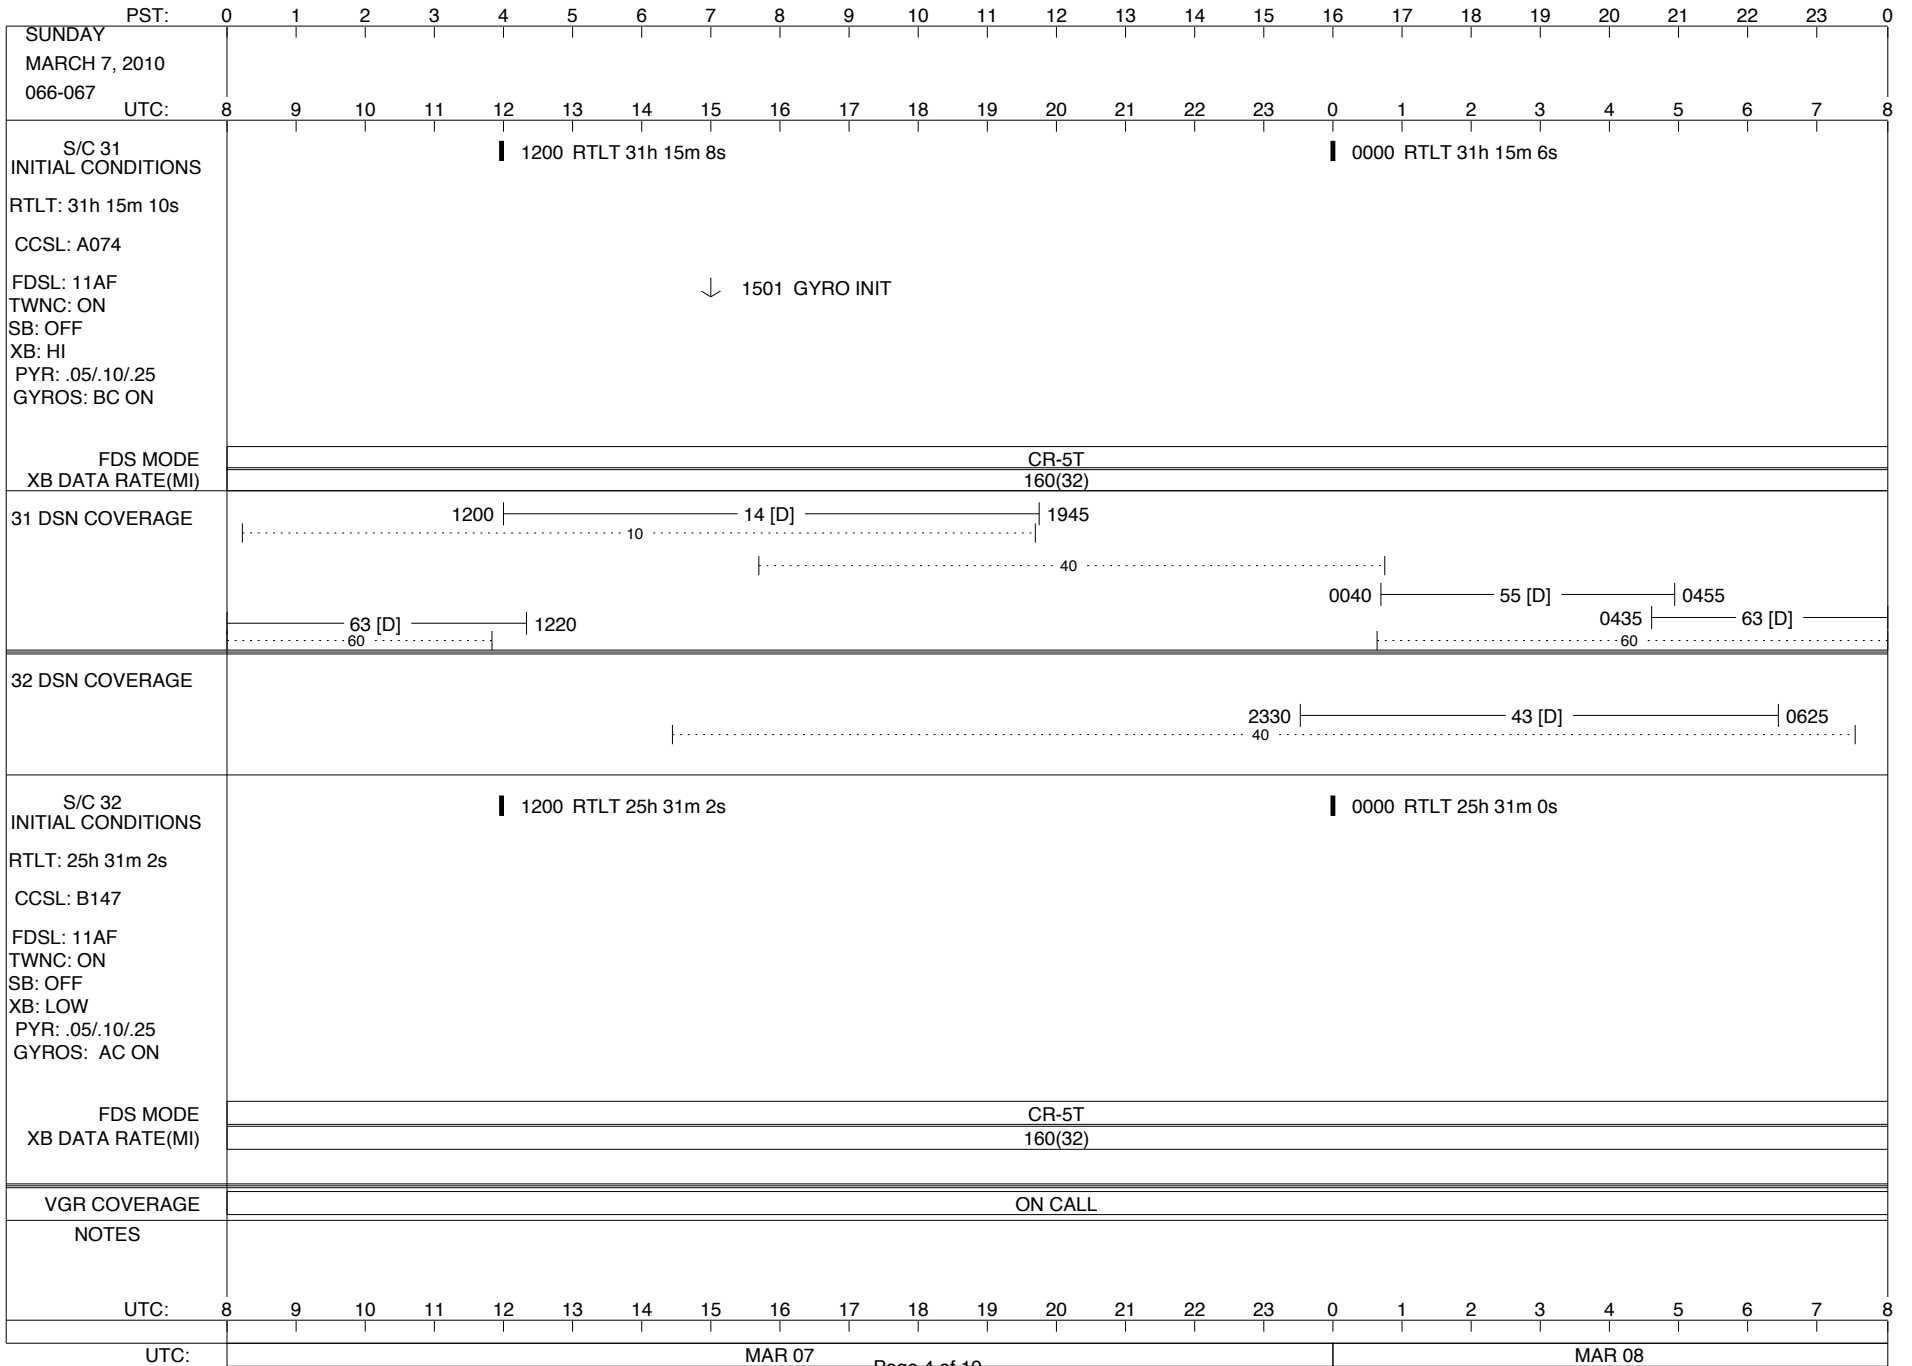 PST: 0 1 2 3 4 5 6 7 8 9 10 11 12 13 14 15 16 17 18 19 20 21 22 23 0
SUNDAY
MARCH 7, 2010
066-067
UTC: 8 9 10 11 12 13 14 15 16 17 18 19 20 21 22 23 0 1 2 3 4 5 6 7 8
S/C 31
INITIAL CONDITIONS
1200 RTLT 31h 15m 8s
0000 RTLT 31h 15m 6s
RTLT: 31h 15m 10s
CCSL: A074
FDSL: 11AF
1501 GYRO INIT
TWNC: ON
SB: OFF
XB: HI
PYR: .05/.10/.25
GYROS: BC ON
FDS MODE CR-5T
XB DATA RATE(MI) 160(32)
31 DSN COVERAGE
1200 14 [D] 1945
10
40
0040 55 [D] 0455
63 [D] 1220
0435 63 [D]
60
60
32 DSN COVERAGE
2330 43 [D] 0625
40
S/C 32
INITIAL CONDITIONS
1200 RTLT 25h 31m 2s
0000 RTLT 25h 31m 0s
RTLT: 25h 31m 2s
CCSL: B147
FDSL: 11AF
TWNC: ON
SB: OFF
XB: LOW
PYR: .05/.10/.25
GYROS: AC ON
FDS MODE CR-5T
XB DATA RATE(MI) 160(32)
VGR COVERAGE ON CALL
NOTES
UTC: 8 9 10 11 12 13 14 15 16 17 18 19 20 21 22 23 0 1 2 3 4 5 6 7 8
UTC: MAR 07 MAR 08
Page 4 of 19